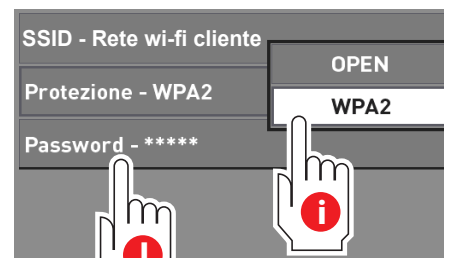 SSID - Rete wi-fi cliente
OPEN
Protezione - WPA2
WPA2
Password - *****
i